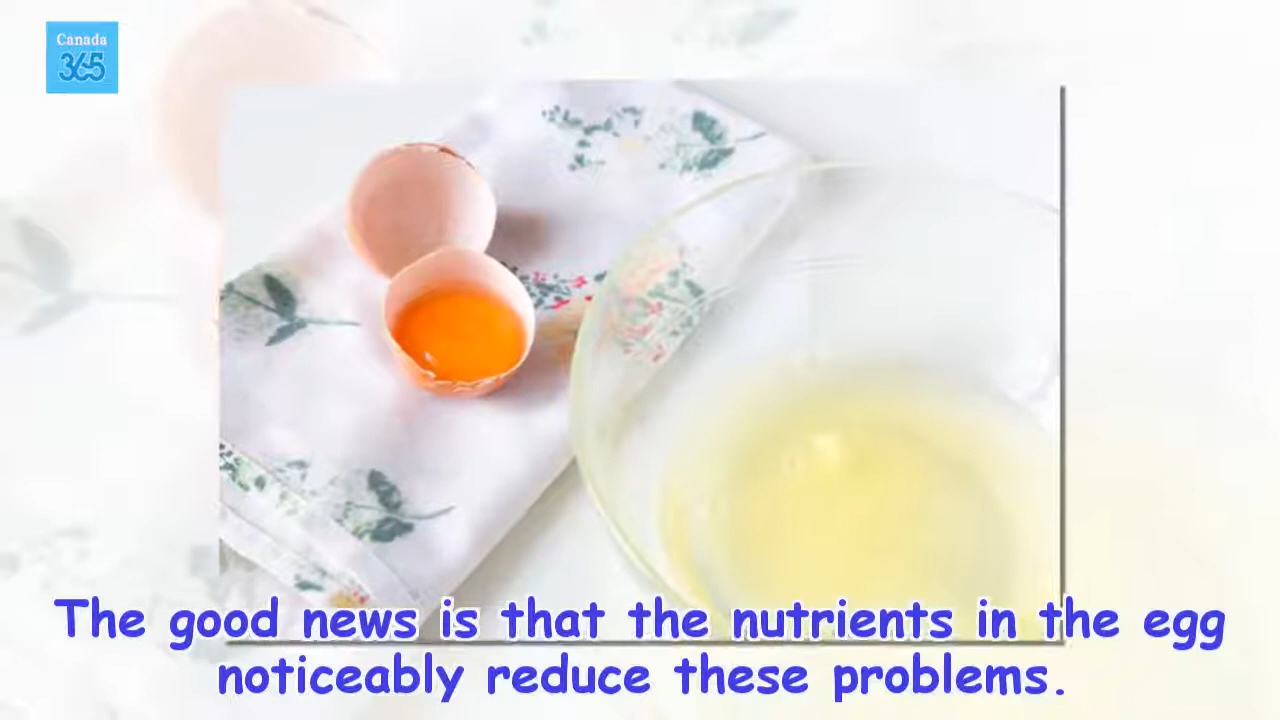 Canada
365
The good news is that the nutrients in the egg
noticeably reduce these problems.